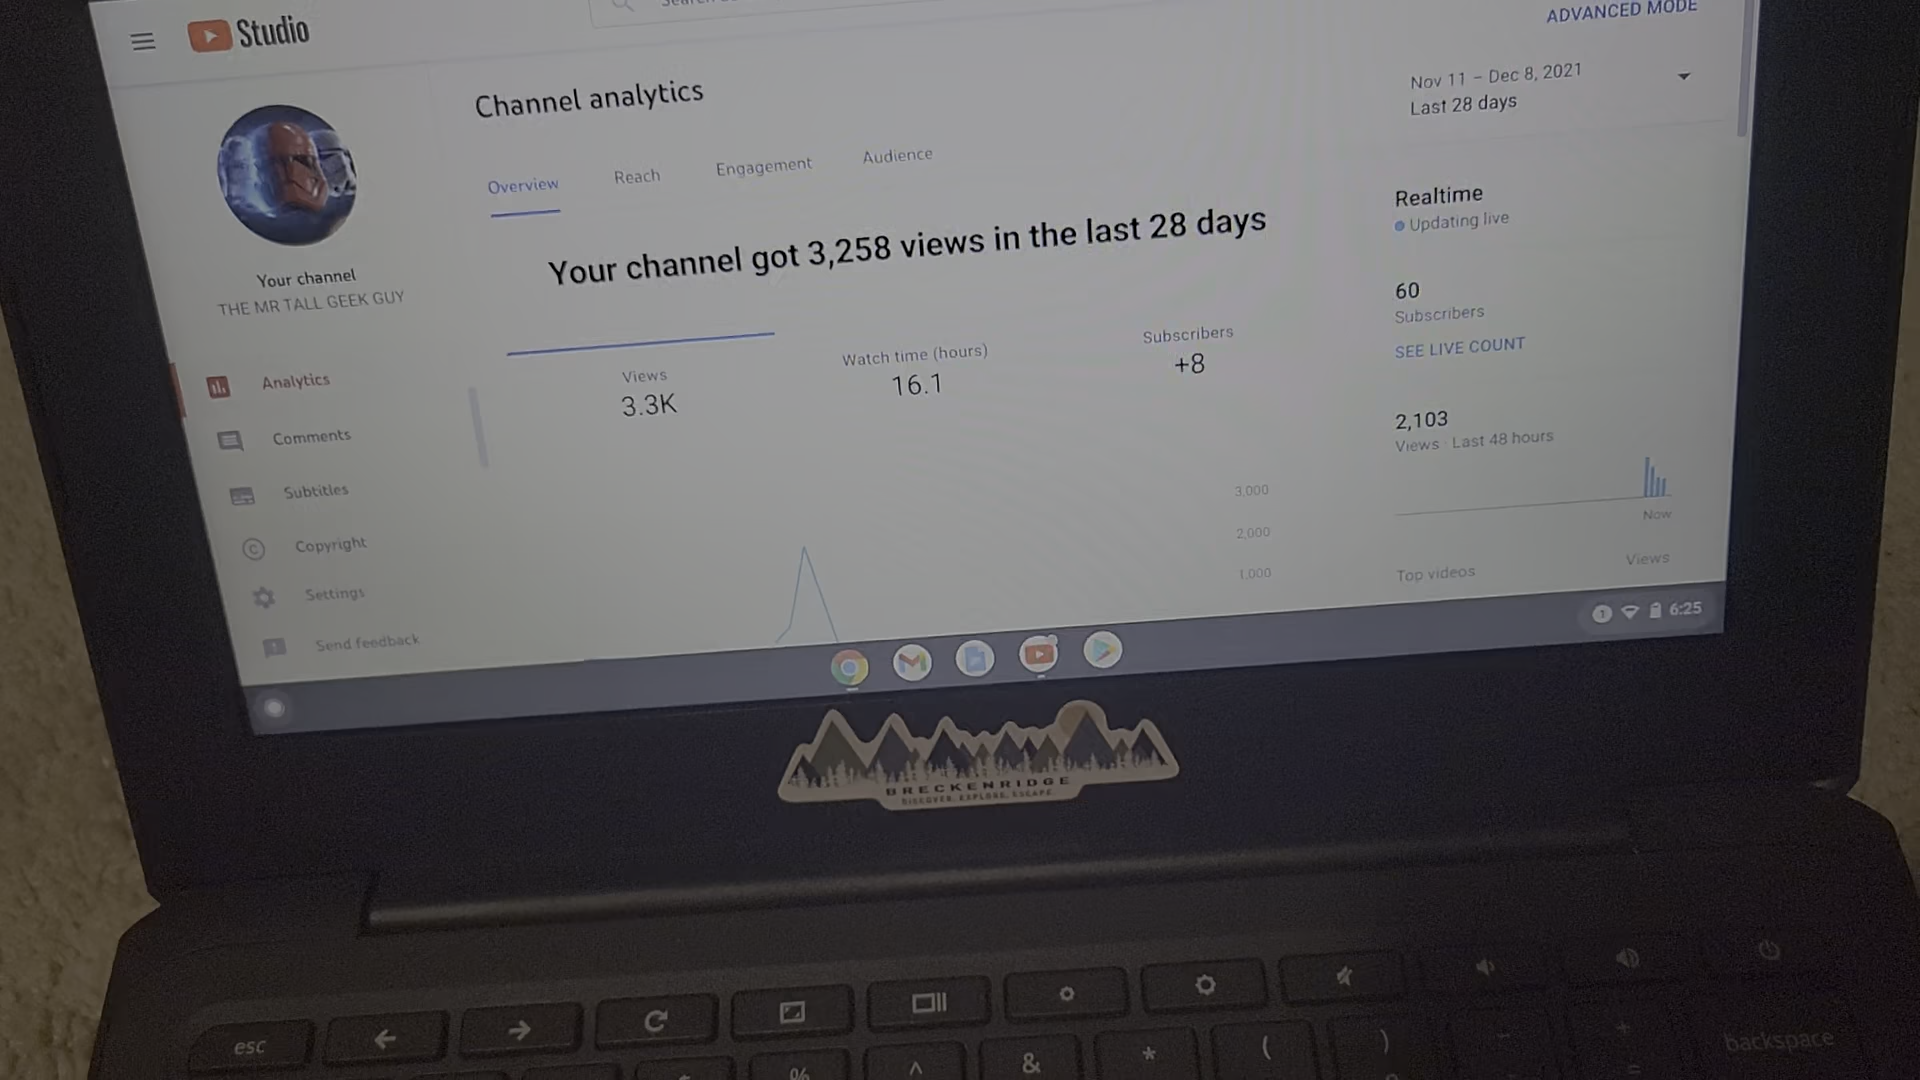 Studio
ADVANCED MODE
Channel analytics
Nov 11 – Dec 8, 2021
Last 28 days
Overview
Reach
Engagement
Audience
Your channel got 3,258 views in the last 28 days
Realtime
Updating live
Your channel
THE MR TALL GEEK GUY
60
Subscribers
SEE LIVE COUNT
Views
3.3K
Watch time (hours)
16.1
Subscribers
+8
Analytics
Comments
Subtitles
Copyright
Settings
Send feedback
2,103
Views · Last 48 hours
Now
3,000
2,000
1,000
Top videos
Views
6:25
BRECKENRIDGE
DISCOVER. EXPLORE. ESCAPE.
esc
backspace
% ^ & * ( )